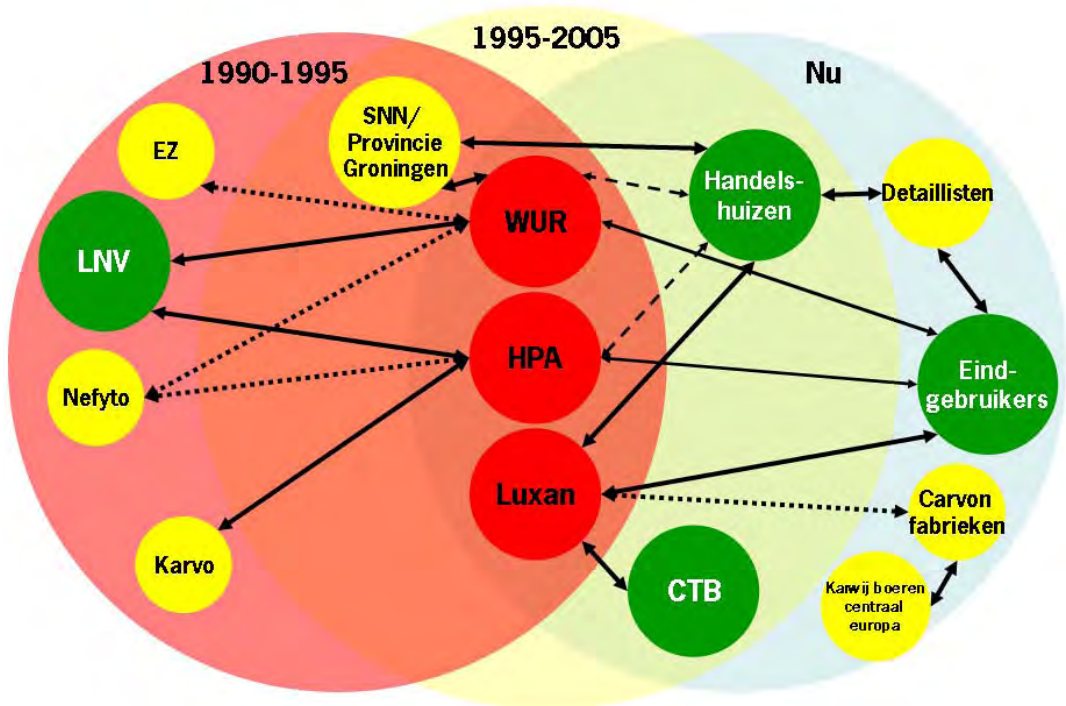 1990-1995
1995-2005
Nu
EZ
SNN/
Provincie
Groningen
LNV
WUR
Handels-
huizen
Detaillisten
HPA
Nefyto
Eind-
gebruikers
Luxan
Carvon
fabrieken
Karvo
CTB
Karwij boeren
centraal
europa